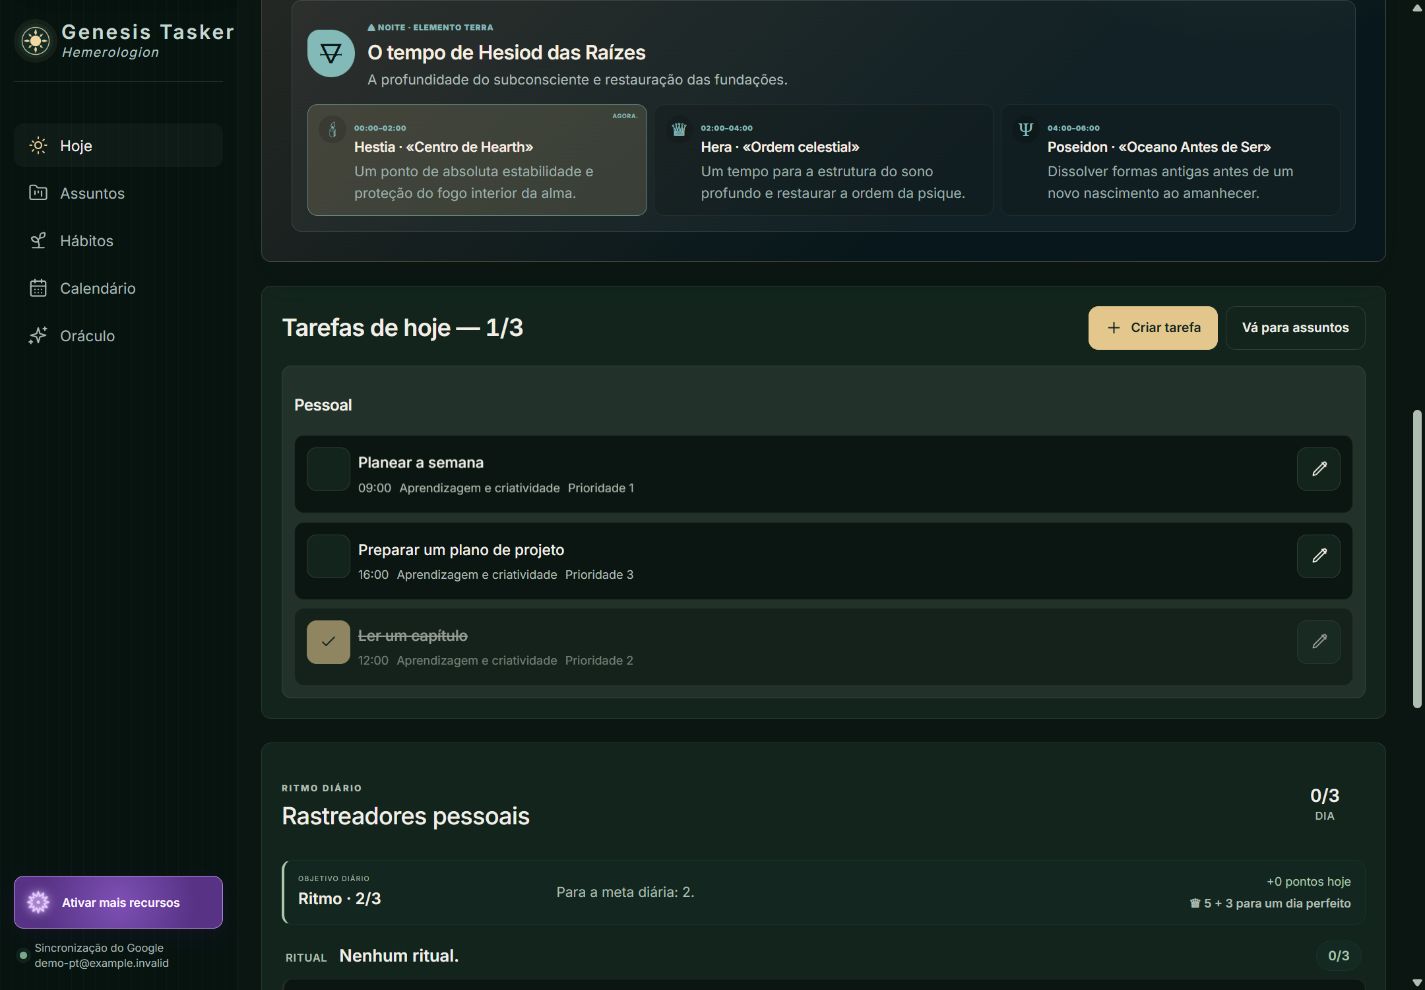 Genesis Tasker
Hemerologion
Hoje
Assuntos
Hábitos
Calendário
Oráculo
Ativar mais recursos
Sincronização do Google
demo-pt@example.invalid
NOITE · ELEMENTO TERRA
O tempo de Hesiod das Raízes
A profundidade do subconsciente e restauração das fundações.
AGORA.
00:00–02:00
Hestia · «Centro de Hearth»
Um ponto de absoluta estabilidade e
proteção do fogo interior da alma.
02:00–04:00
Hera · «Ordem celestial»
Um tempo para a estrutura do sono
profundo e restaurar a ordem da psique.
04:00–06:00
Poseidon · «Oceano Antes de Ser»
Dissolver formas antigas antes de um
novo nascimento ao amanhecer.
Tarefas de hoje — 1/3
Criar tarefa
Vá para assuntos
Pessoal
Planear a semana
09:00 Aprendizagem e criatividade Prioridade 1
Preparar um plano de projeto
16:00 Aprendizagem e criatividade Prioridade 3
Ler um capítulo
12:00 Aprendizagem e criatividade Prioridade 2
RITMO DIÁRIO
Rastreadores pessoais
0/3
DIA
OBJETIVO DIÁRIO
Ritmo · 2/3
Para a meta diária: 2.
+0 pontos hoje
♛ 5 + 3 para um dia perfeito
RITUAL Nenhum ritual.
0/3